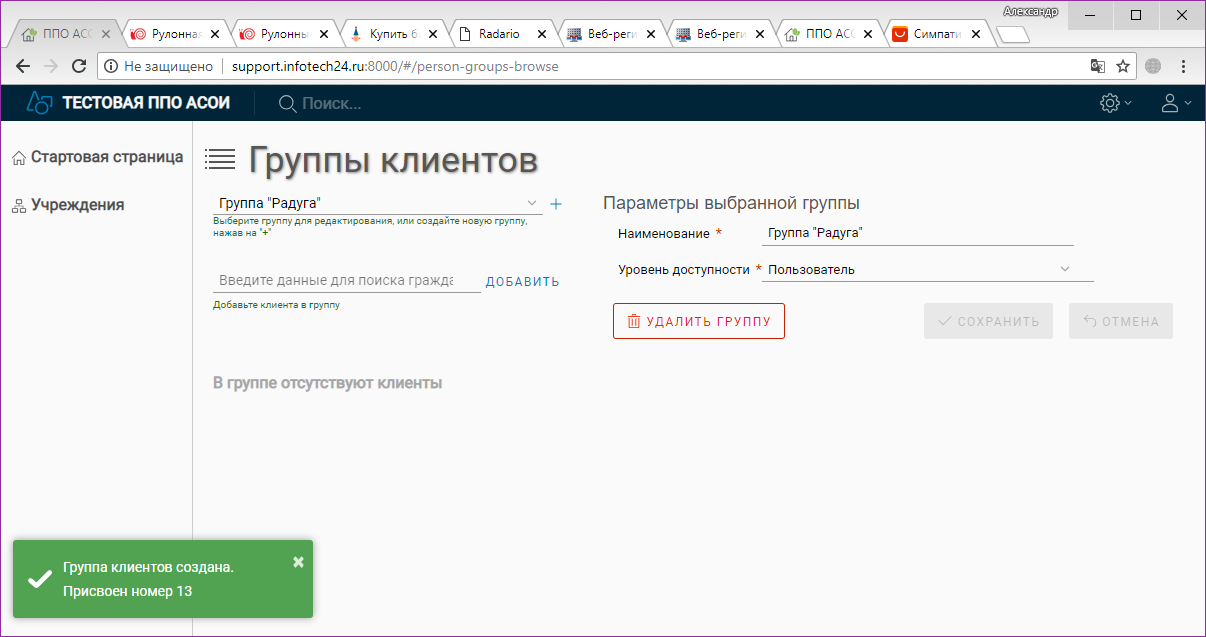 Александр
ППО АСО
Рулонная
Рулонны
Купить б
Radario
Веб-реги
Веб-реги
ППО АСО
Симпати
Не защищено
support.infotech24.ru:8000/#/person-groups-browse
ТЕСТОВАЯ ППО АСОИ
Поиск...
Стартовая страница
Учреждения
Группы клиентов
Группа "Радуга"
Выберите группу для редактирования, или создайте новую группу,
нажав на "+"
Введите данные для поиска гражда
ДОБАВИТЬ
Добавьте клиента в группу
В группе отсутствуют клиенты
Параметры выбранной группы
Наименование * Группа "Радуга"
Уровень доступности * Пользователь
УДАЛИТЬ ГРУППУ
СОХРАНИТЬ
ОТМЕНА
Группа клиентов создана.
Присвоен номер 13